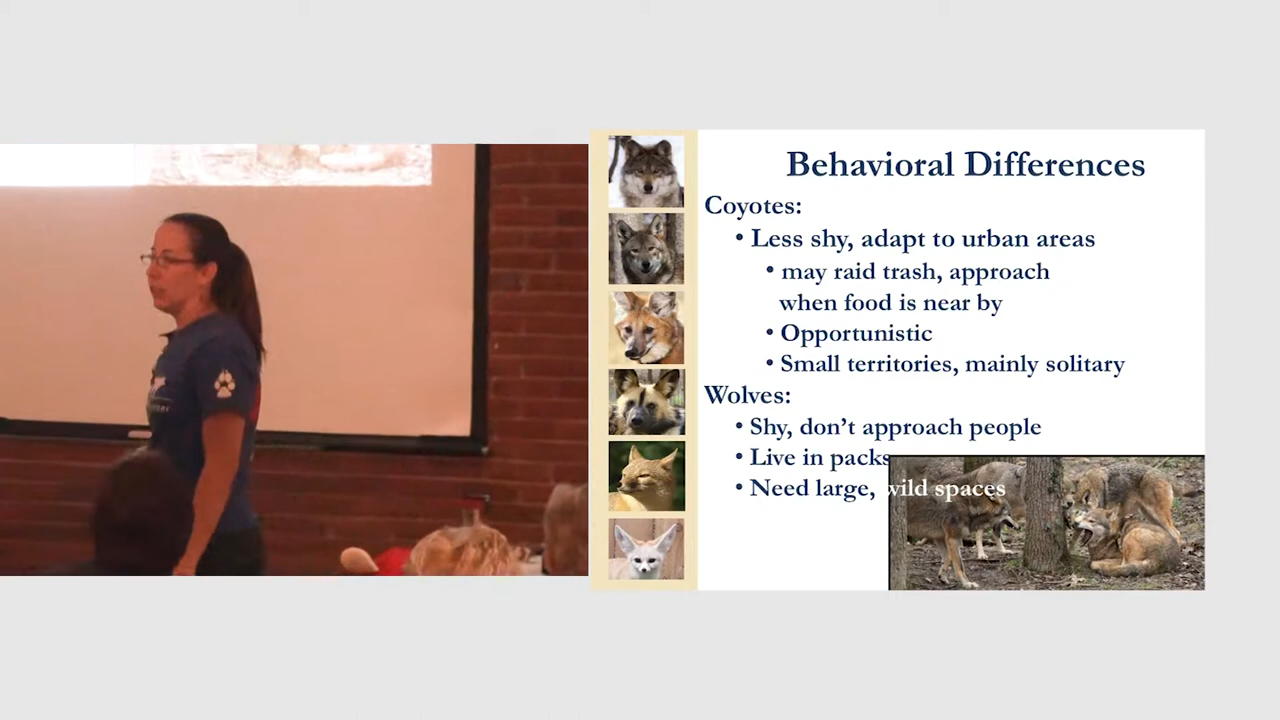 Behavioral Differences
Coyotes:
• Less shy, adapt to urban areas
• may raid trash, approach
when food is near by
• Opportunistic
• Small territories, mainly solitary
Wolves:
• Shy, don’t approach people
• Live in packs
• Need large, wild spaces